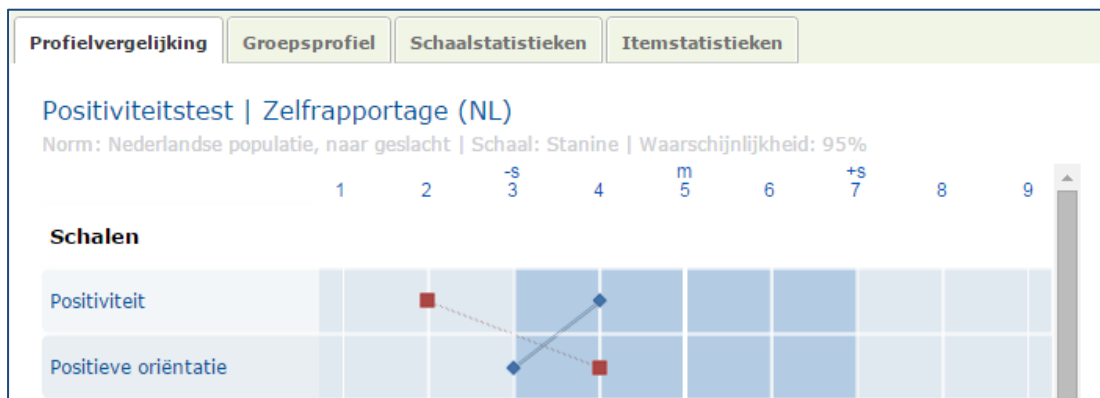 Profielvergelijking Groepsprofiel Schaalstatistieken Itemstatistieken
Positiviteitstest | Zelfrapportage (NL)
Norm: Nederlandse populatie, naar geslacht | Schaal: Stanine | Waarschijnlijkheid: 95%
-s m +s
1 2 3 4 5 6 7 8 9
Schalen
Positiviteit
Positieve oriëntatie